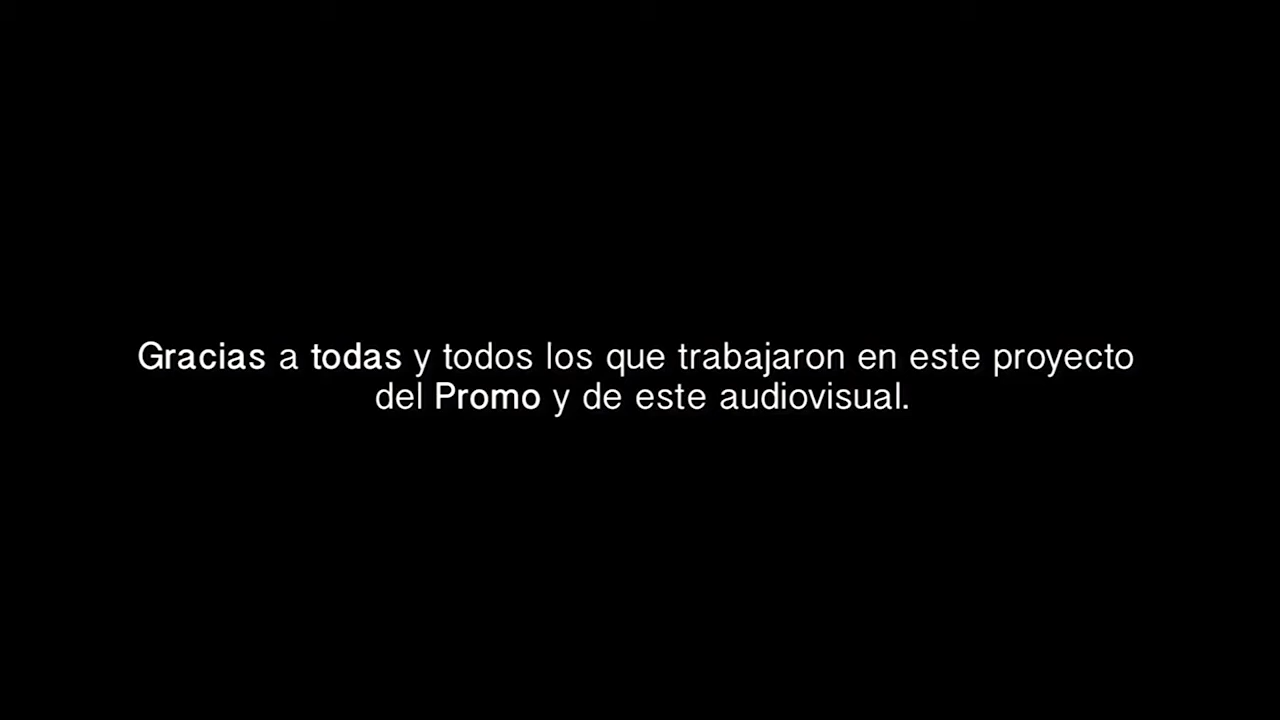 Gracias a todas y todos los que trabajaron en este proyecto
del Promo y de este audiovisual.